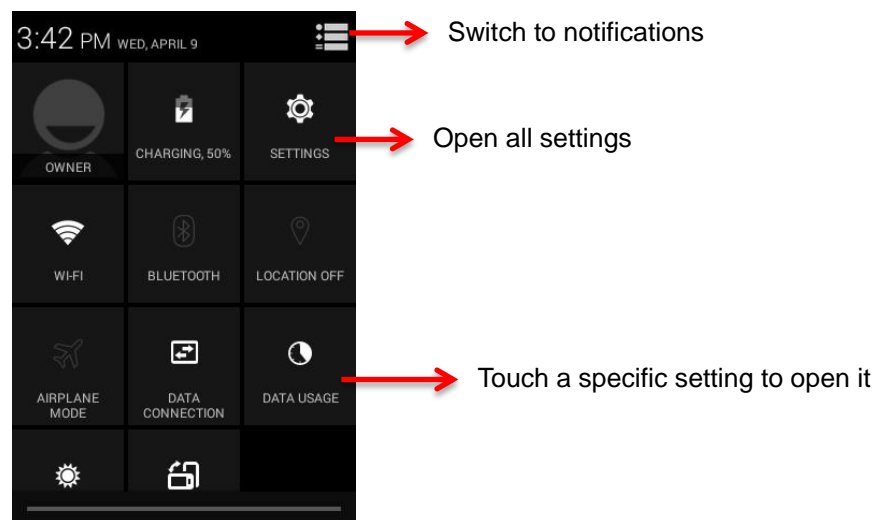 3:42 PM WED, APRIL 9
Switch to notifications
OWNER
CHARGING, 50%
SETTINGS
Open all settings
WI-FI
BLUETOOTH
LOCATION OFF
AIRPLANE
MODE
DATA
CONNECTION
DATA USAGE
Touch a specific setting to open it